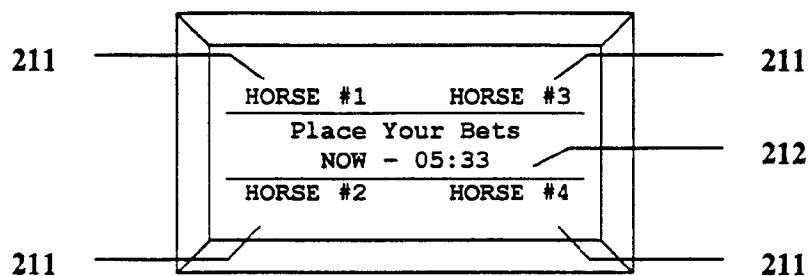 211 211
HORSE #1 HORSE #3
Place Your Bets
NOW - 05:33 212
HORSE #2 HORSE #4
211 211